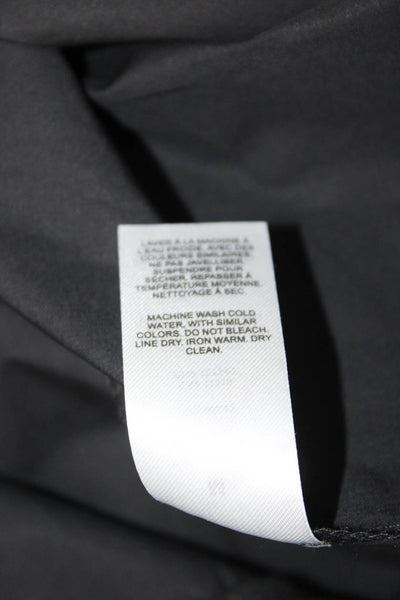 LAVER À LA MACHINE À
L'EAU FROIDE, AVEC DES
COULEURS SIMILAIRES.
NE PAS JAVELLISER.
SUSPENDRE POUR
SÉCHER. REPASSER À
TEMPÉRATURE MOYENNE.
NETTOYAGE À SEC.
MACHINE WASH COLD
WATER, WITH SIMILAR
COLORS. DO NOT BLEACH.
LINE DRY. IRON WARM. DRY
CLEAN.